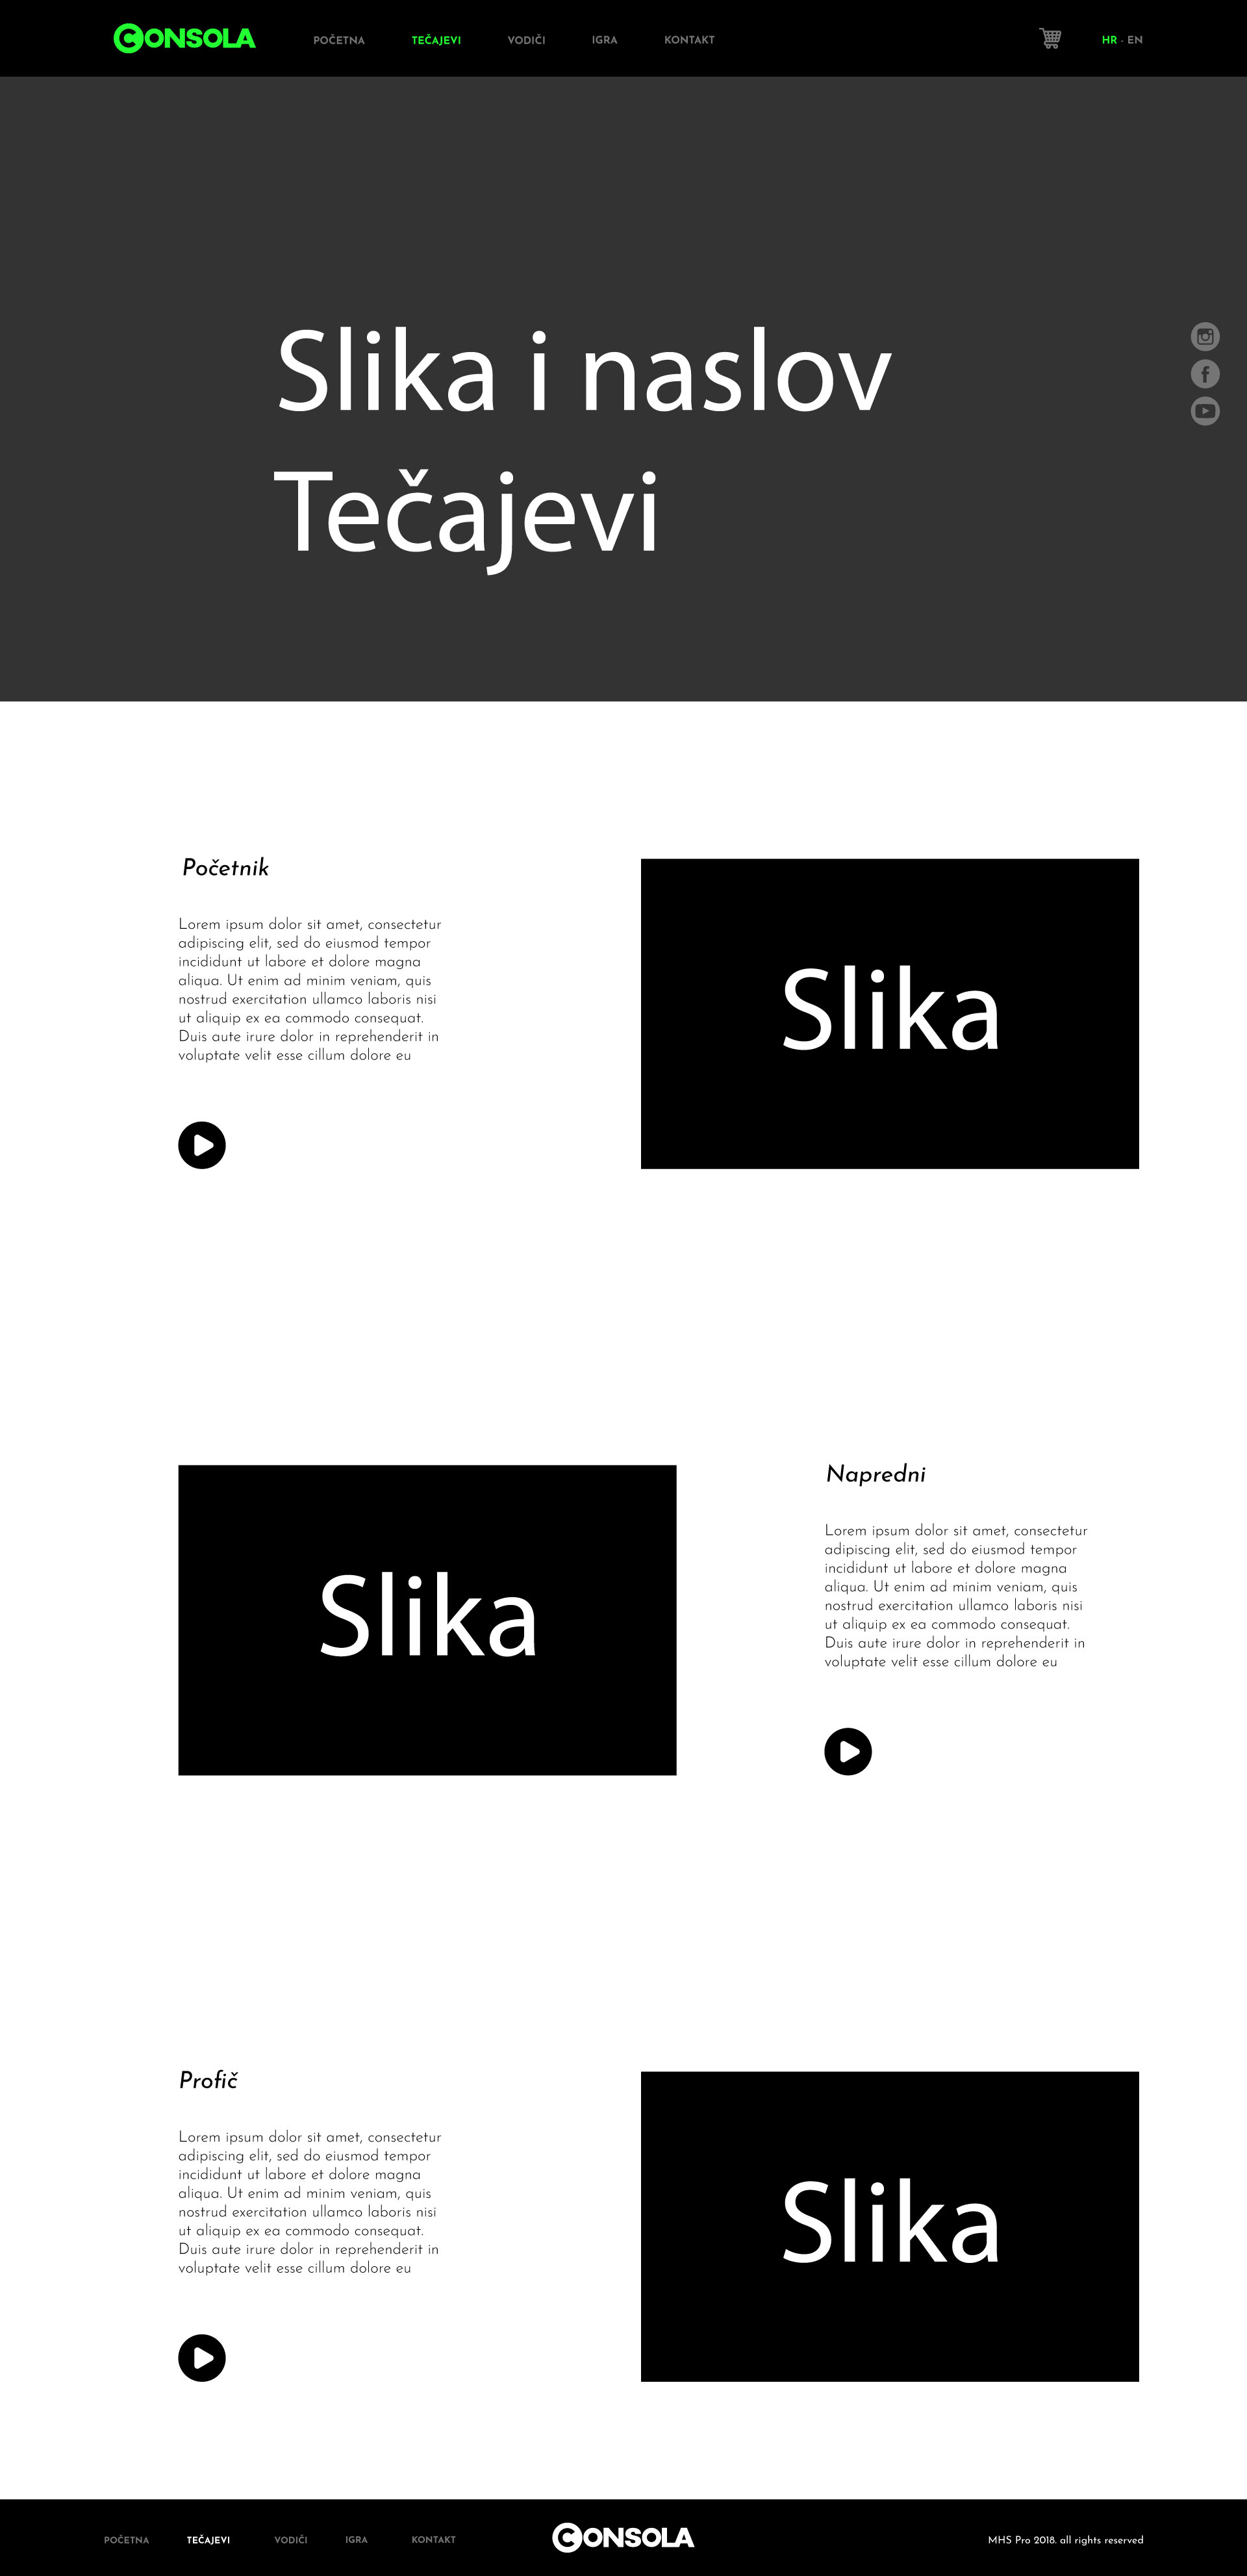 CONSOLA POČETNA TEČAJEVI VODIČI IGRA KONTAKT HR - EN
Slika i naslov
Tečajevi
Početnik
Lorem ipsum dolor sit amet, consectetur
adipiscing elit, sed do eiusmod tempor
incididunt ut labore et dolore magna
aliqua. Ut enim ad minim veniam, quis
nostrud exercitation ullamco laboris nisi
ut aliquip ex ea commodo consequat.
Duis aute irure dolor in reprehenderit in
voluptate velit esse cillum dolore eu
Slika
Slika
Napredni
Lorem ipsum dolor sit amet, consectetur
adipiscing elit, sed do eiusmod tempor
incididunt ut labore et dolore magna
aliqua. Ut enim ad minim veniam, quis
nostrud exercitation ullamco laboris nisi
ut aliquip ex ea commodo consequat.
Duis aute irure dolor in reprehenderit in
voluptate velit esse cillum dolore eu
Profič
Lorem ipsum dolor sit amet, consectetur
adipiscing elit, sed do eiusmod tempor
incididunt ut labore et dolore magna
aliqua. Ut enim ad minim veniam, quis
nostrud exercitation ullamco laboris nisi
ut aliquip ex ea commodo consequat.
Duis aute irure dolor in reprehenderit in
voluptate velit esse cillum dolore eu
Slika
POČETNA TEČAJEVI VODIČI IGRA KONTAKT CONSOLA MHS Pro 2018. all rights reserved